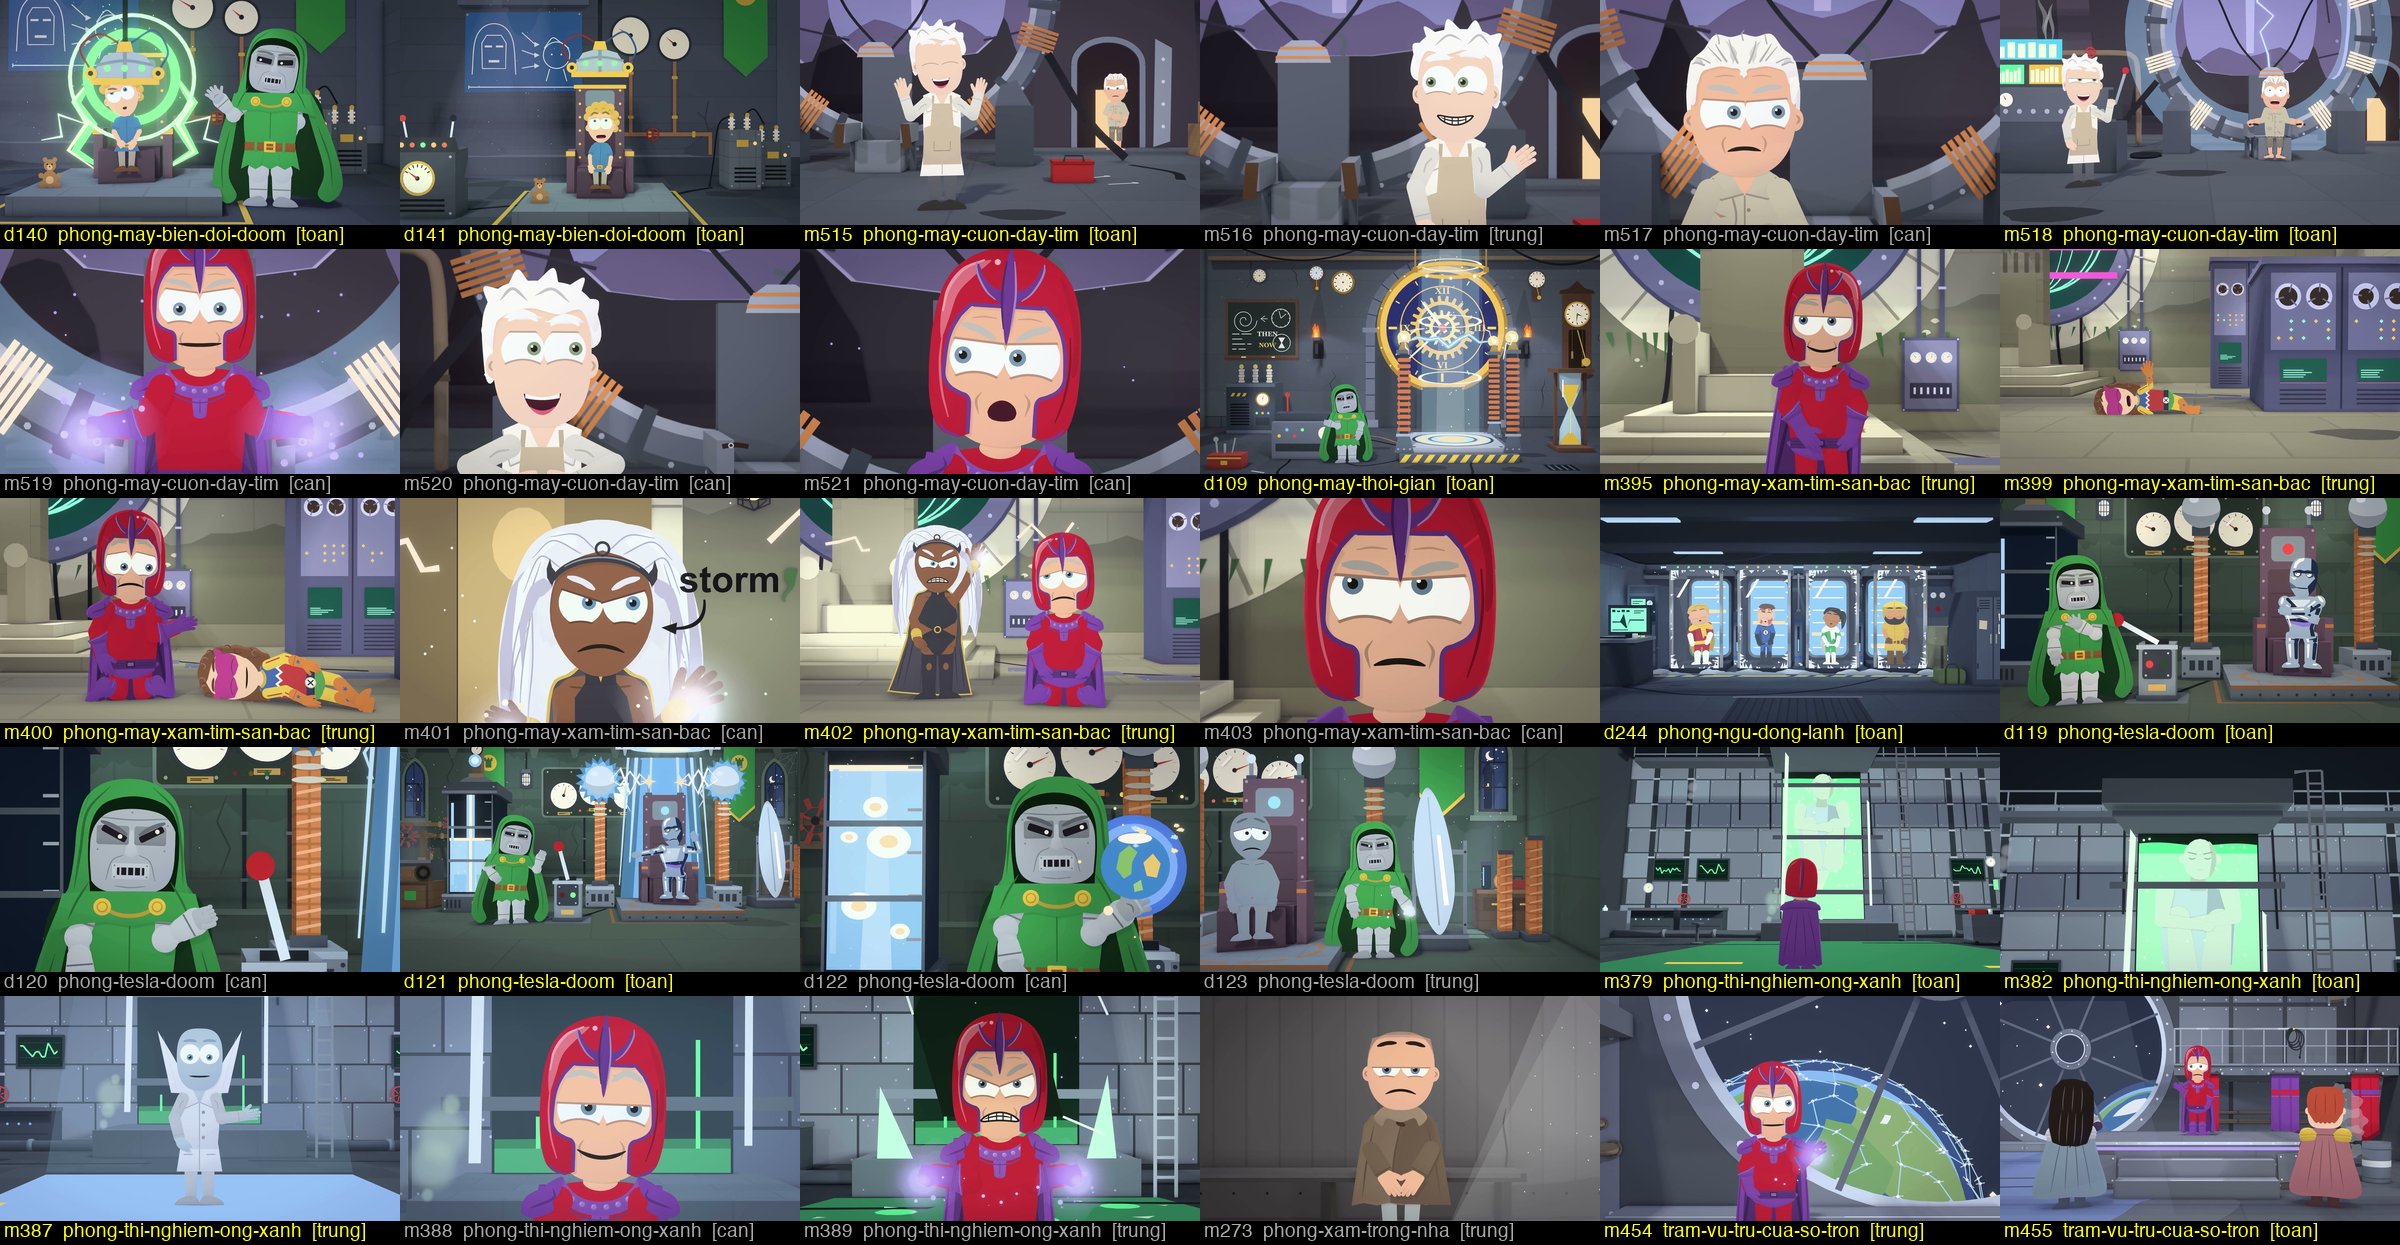 d140 phong-may-bien-doi-doom [toan]
d141 phong-may-bien-doi-doom [toan]
m515 phong-may-cuon-day-tim [toan]
m516 phong-may-cuon-day-tim [trung]
m517 phong-may-cuon-day-tim [can]
m518 phong-may-cuon-day-tim [toan]
XII
VI
THEN
NOW
m519 phong-may-cuon-day-tim [can]
m520 phong-may-cuon-day-tim [can]
m521 phong-may-cuon-day-tim [can]
d109 phong-may-thoi-gian [toan]
m395 phong-may-xam-tim-san-bac [trung]
m399 phong-may-xam-tim-san-bac [trung]
storm
m400 phong-may-xam-tim-san-bac [trung]
m401 phong-may-xam-tim-san-bac [can]
m402 phong-may-xam-tim-san-bac [trung]
m403 phong-may-xam-tim-san-bac [can]
d244 phong-ngu-dong-lanh [toan]
d119 phong-tesla-doom [toan]
d120 phong-tesla-doom [can]
d121 phong-tesla-doom [toan]
d122 phong-tesla-doom [can]
d123 phong-tesla-doom [trung]
m379 phong-thi-nghiem-ong-xanh [toan]
m382 phong-thi-nghiem-ong-xanh [toan]
m387 phong-thi-nghiem-ong-xanh [trung]
m388 phong-thi-nghiem-ong-xanh [can]
m389 phong-thi-nghiem-ong-xanh [trung]
m273 phong-xam-trong-nha [trung]
m454 tram-vu-tru-cua-so-tron [trung]
m455 tram-vu-tru-cua-so-tron [toan]